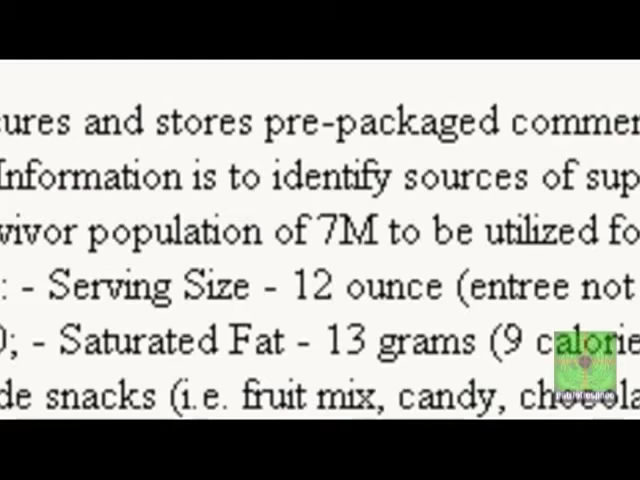 ures and stores pre-packaged commer
Information is to identify sources of sup
vivor population of 7M to be utilized fo
: - Serving Size - 12 ounce (entree not
0; - Saturated Fat - 13 grams (9 calorie
de snacks (i.e. fruit mix, candy, chocola